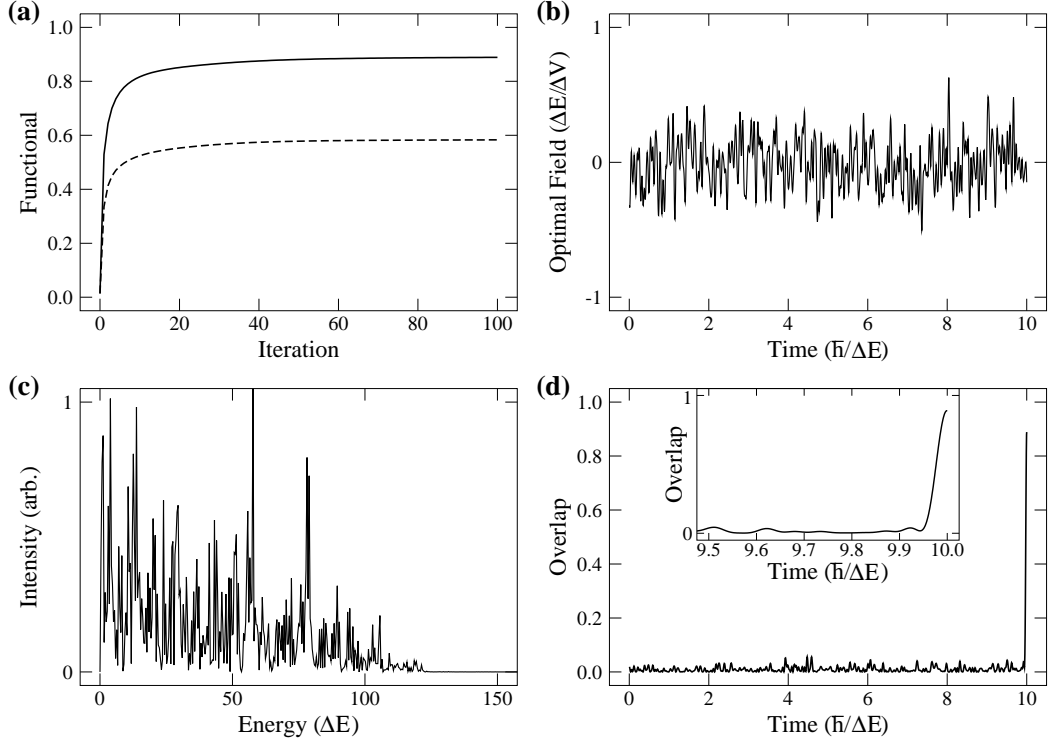 (a)
1.0
0.8
0.6
0.4
0.2
0.0
Functional
0 20 40 60 80 100
Iteration
(b)
1
0
-1
Optimal Field (ΔE/ΔV)
0 2 4 6 8 10
Time (ħ/ΔE)
(c)
1
0
Intensity (arb.)
0 50 100 150
Energy (ΔE)
(d)
1.0
0.8
0.6
0.4
0.2
0.0
Overlap
0 2 4 6 8 10
Time (ħ/ΔE)
1
0
Overlap
9.5 9.6 9.7 9.8 9.9 10.0
Time (ħ/ΔE)